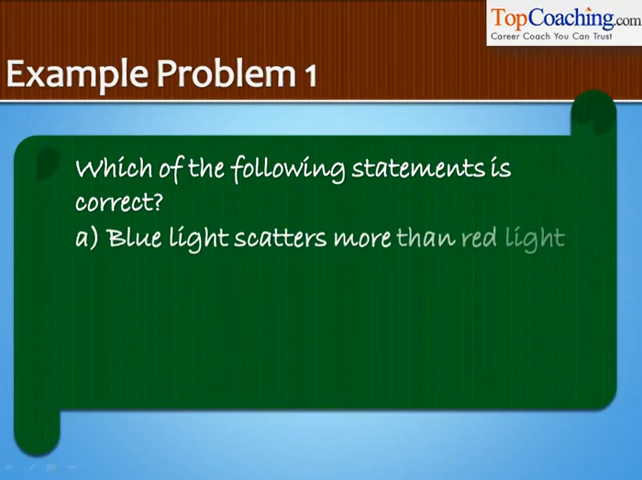 TopCoaching.com
Career Coach You Can Trust
Example Problem 1
Which of the following statements is
correct?
a) Blue light scatters more than red light